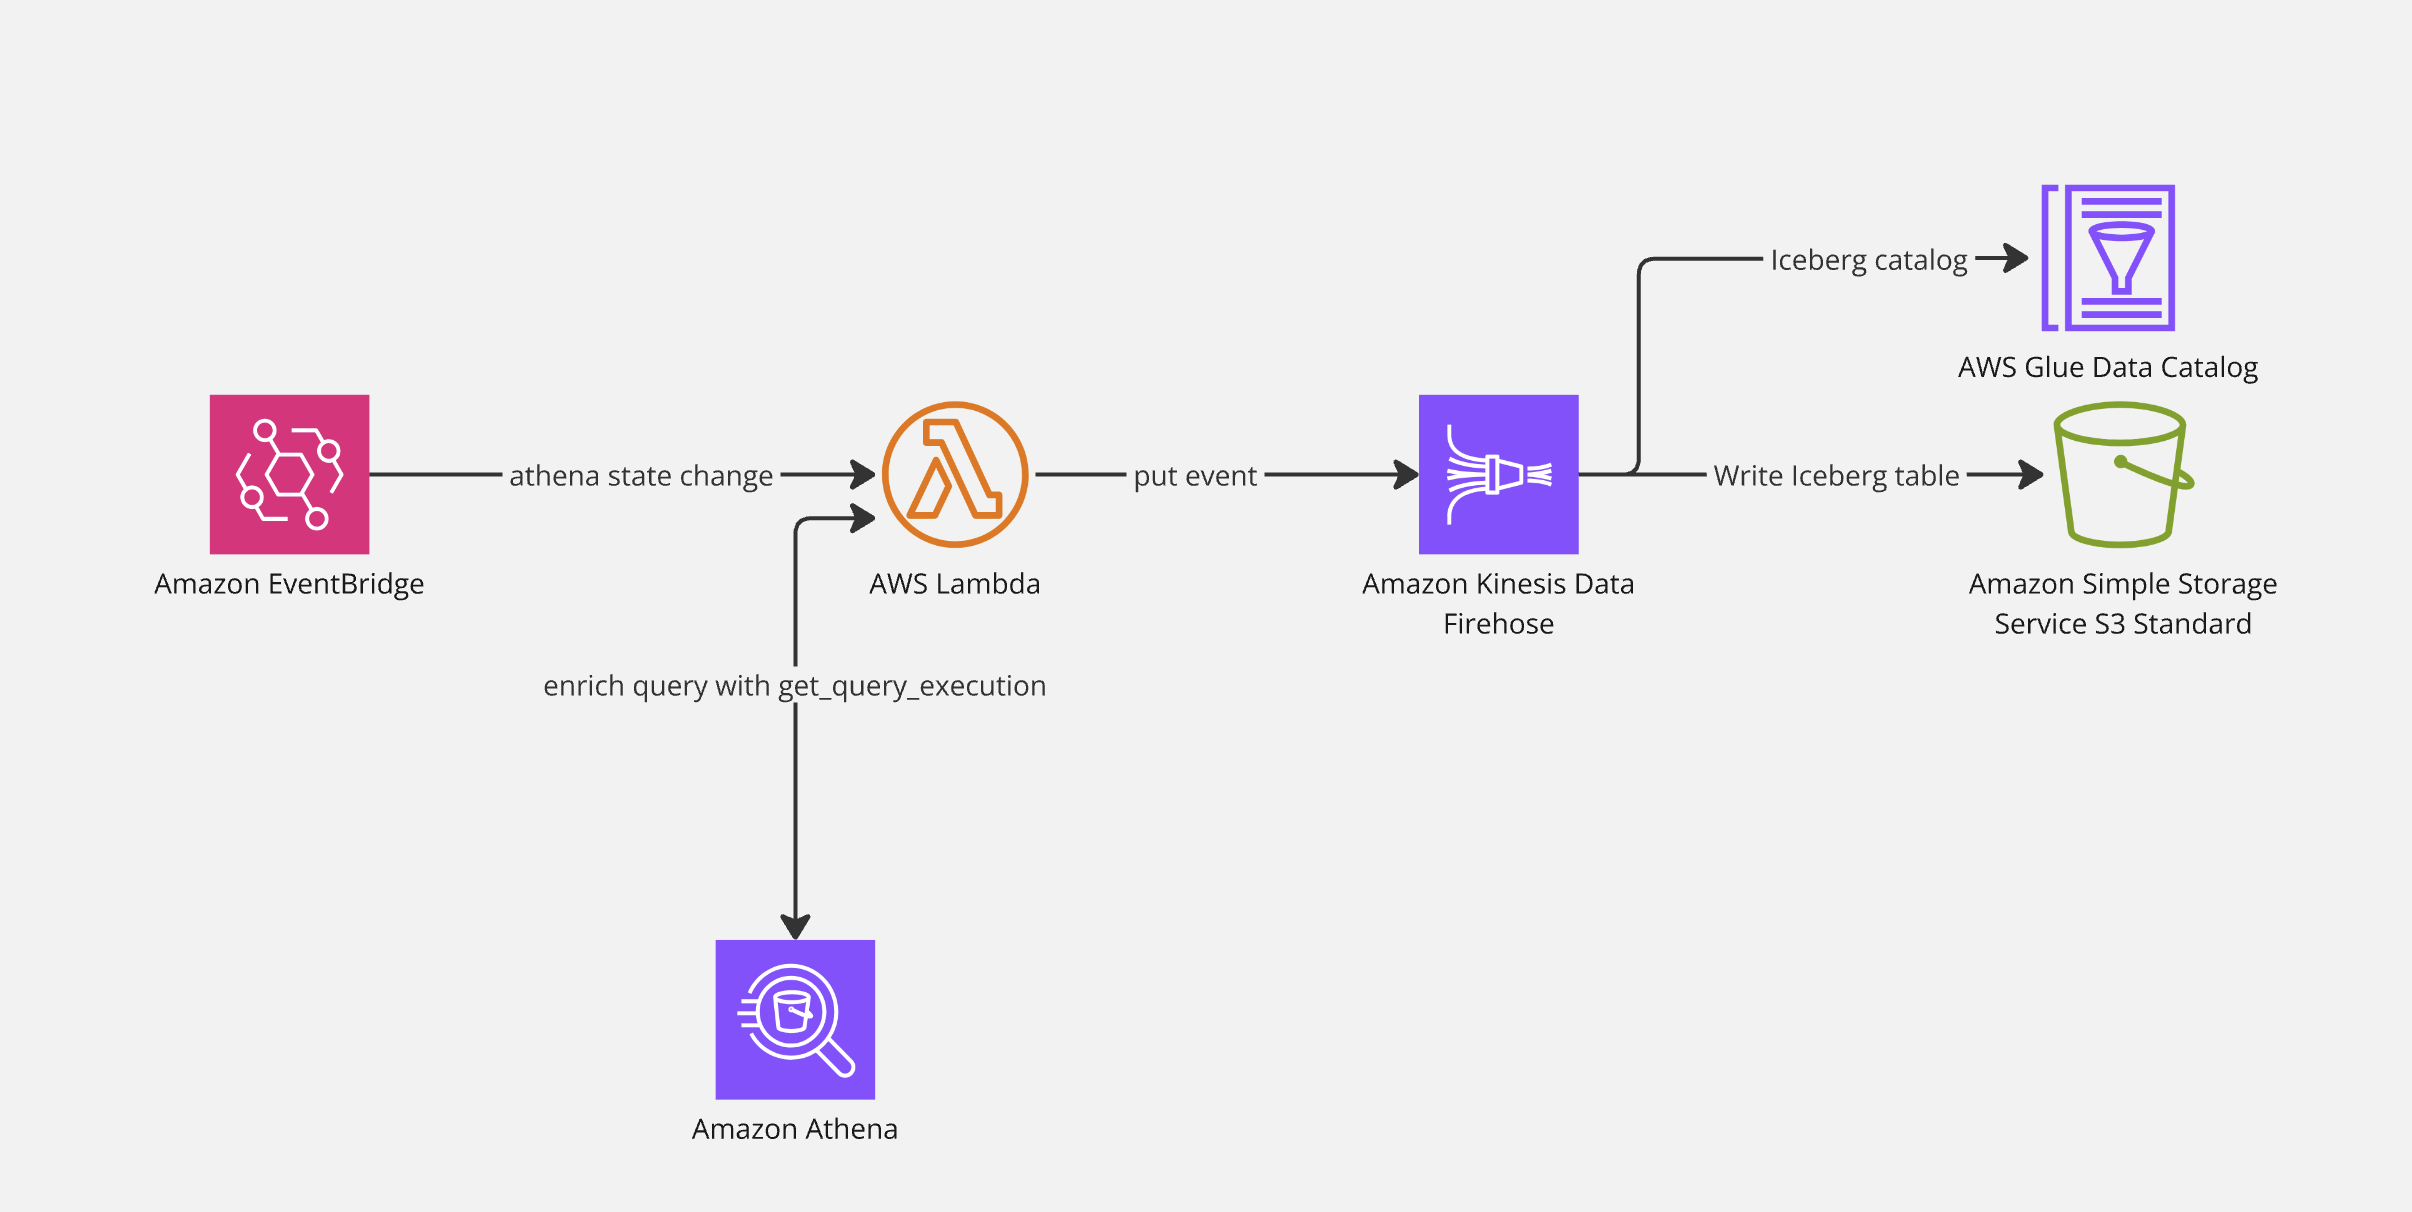 Iceberg catalog
AWS Glue Data Catalog
athena state change
put event
Write Iceberg table
Amazon EventBridge
AWS Lambda
Amazon Kinesis Data
Firehose
Amazon Simple Storage
Service S3 Standard
enrich query with get_query_execution
Amazon Athena